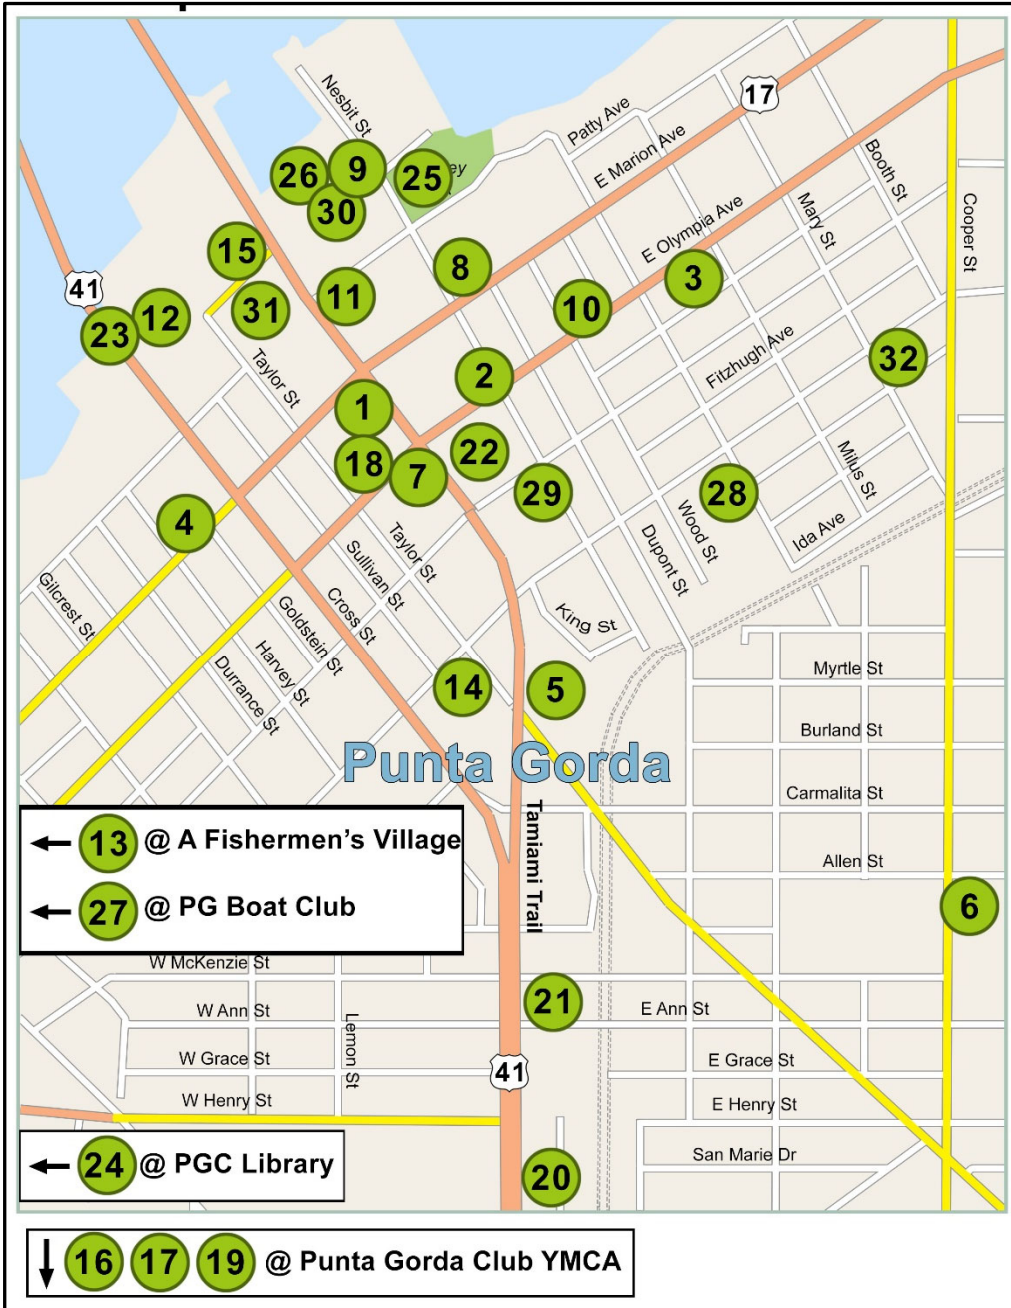 Nesbit St
Patty Ave
17
E Marion Ave
Booth St
26
9
25
ey
30
Mary St
Cooper St
E Olympia Ave
15
8
3
41
31
11
10
23
12
Fitzhugh Ave
32
Taylor St
2
1
18
7
22
29
28
Milus St
4
Wood St
Ida Ave
Dupont St
Taylor St
Sullivan St
Cross St
Goldstein St
Harvey St
Durrance St
Gilcrest St
King St
14
5
Myrtle St
Burland St
Punta Gorda
Carmalita St
Tamiami Trail
13 @ A Fishermen's Village
Allen St
27 @ PG Boat Club
6
W McKenzie St
21
W Ann St
E Ann St
Lemon St
W Grace St
E Grace St
41
W Henry St
E Henry St
San Marie Dr
24 @ PGC Library
20
16 17 19 @ Punta Gorda Club YMCA